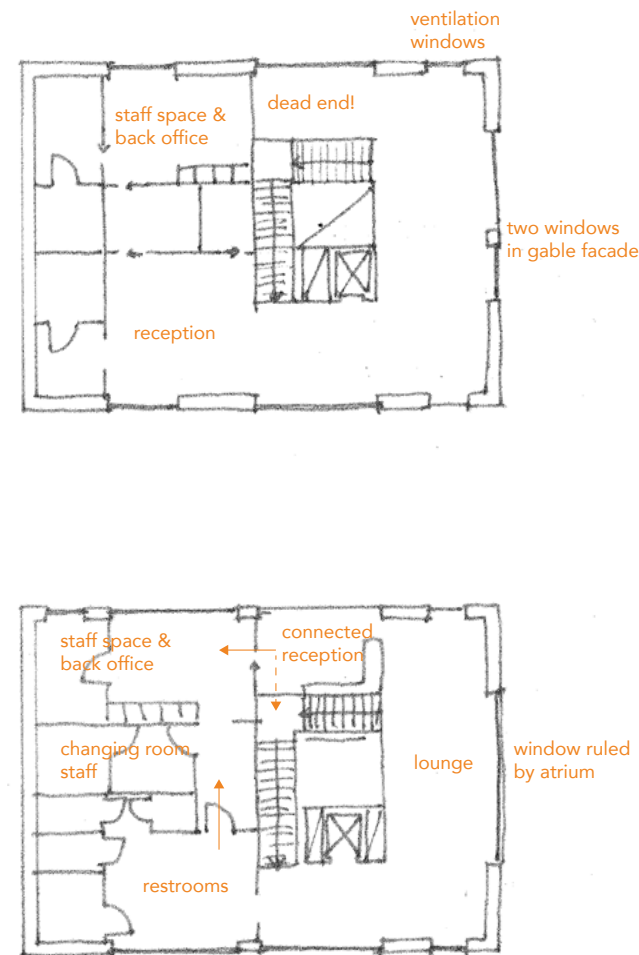 ventilation
windows
staff space &
back office
dead end!
two windows
in gable facade
reception
staff space &
back office
connected
reception
changing room
staff
lounge
window ruled
by atrium
restrooms